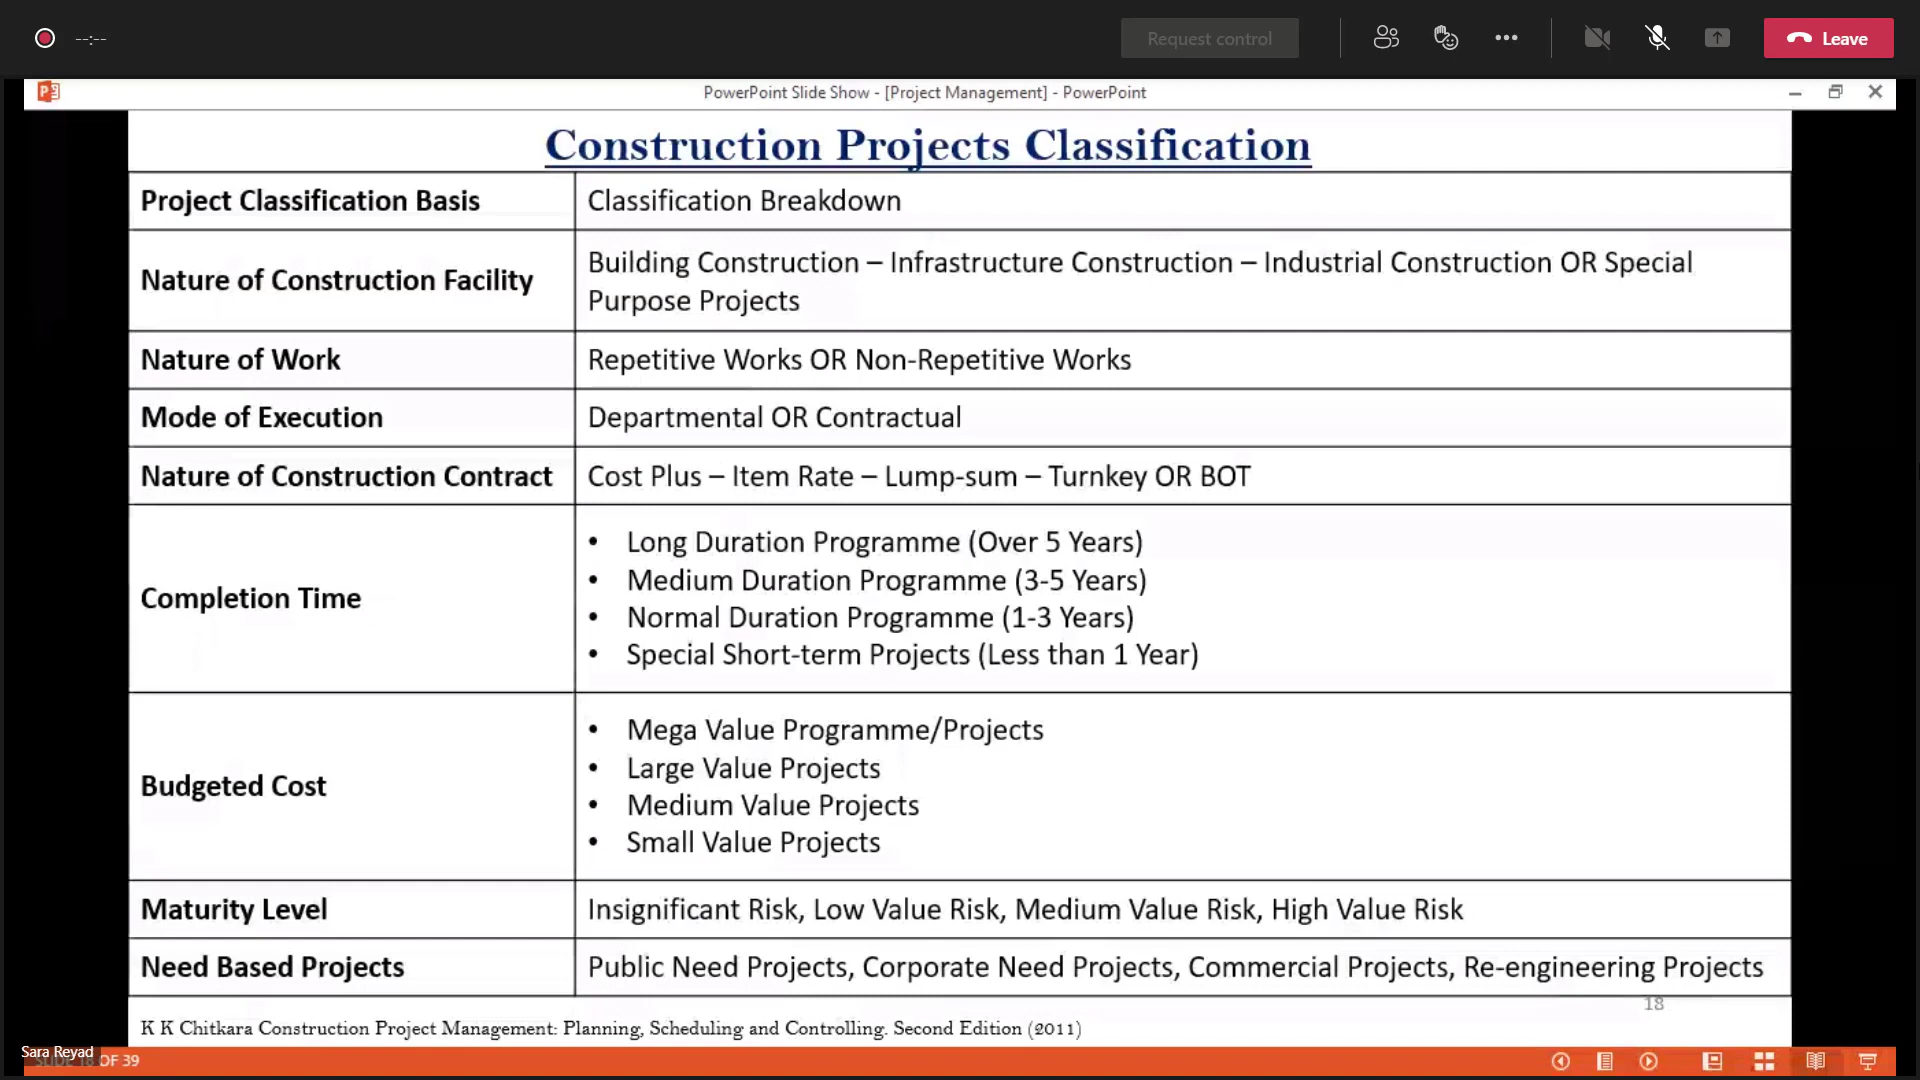 --:--
Request control
Leave
PowerPoint Slide Show - [Project Management] - PowerPoint
Construction Projects Classification
Project Classification Basis
Classification Breakdown
Nature of Construction Facility
Building Construction – Infrastructure Construction – Industrial Construction OR Special
Purpose Projects
Nature of Work
Repetitive Works OR Non-Repetitive Works
Mode of Execution
Departmental OR Contractual
Nature of Construction Contract
Cost Plus – Item Rate – Lump-sum – Turnkey OR BOT
Completion Time
• Long Duration Programme (Over 5 Years)
• Medium Duration Programme (3-5 Years)
• Normal Duration Programme (1-3 Years)
• Special Short-term Projects (Less than 1 Year)
Budgeted Cost
• Mega Value Programme/Projects
• Large Value Projects
• Medium Value Projects
• Small Value Projects
Maturity Level
Insignificant Risk, Low Value Risk, Medium Value Risk, High Value Risk
Need Based Projects
Public Need Projects, Corporate Need Projects, Commercial Projects, Re-engineering Projects
18
K K Chitkara Construction Project Management: Planning, Scheduling and Controlling. Second Edition (2011)
Sara Reyad
SLIDE 18 OF 39